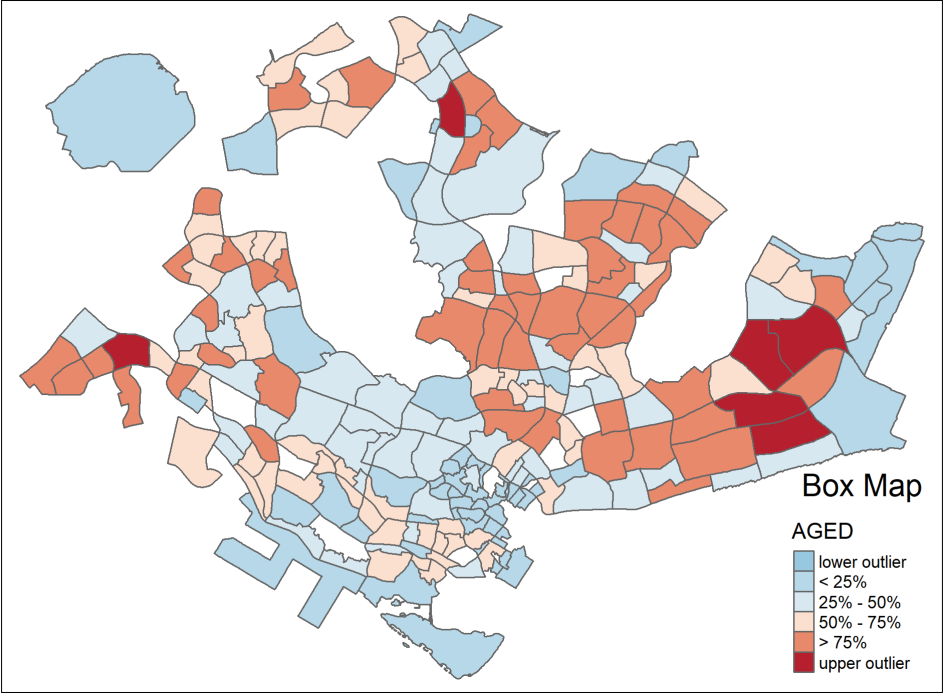 Box Map
AGED
lower outlier
< 25%
25% - 50%
50% - 75%
> 75%
upper outlier